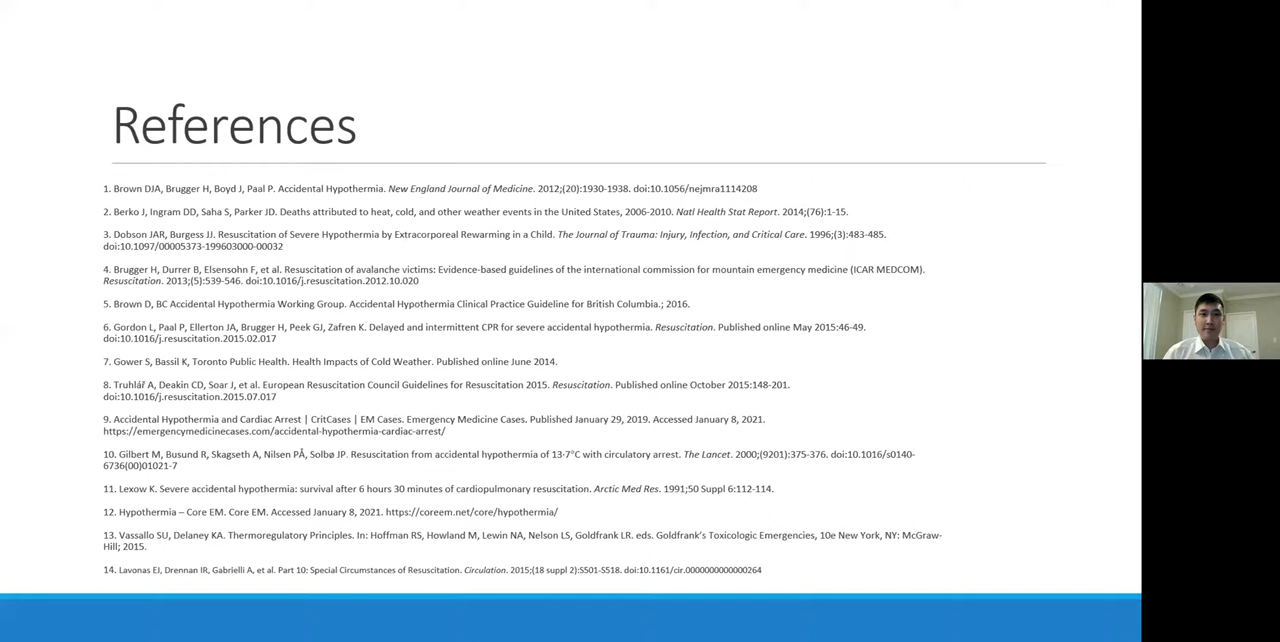 References
1. Brown DJA, Brugger H, Boyd J, Paal P. Accidental Hypothermia. New England Journal of Medicine. 2012;(20):1930-1938. doi:10.1056/nejmra1114208
2. Berko J, Ingram DD, Saha S, Parker JD. Deaths attributed to heat, cold, and other weather events in the United States, 2006-2010. Natl Health Stat Report. 2014;(76):1-15.
3. Dobson JAR, Burgess JJ. Resuscitation of Severe Hypothermia by Extracorporeal Rewarming in a Child. The Journal of Trauma: Injury, Infection, and Critical Care. 1996;(3):483-485.
doi:10.1097/00005373-199603000-00032
4. Brugger H, Durrer B, Elsensohn F, et al. Resuscitation of avalanche victims: Evidence-based guidelines of the international commission for mountain emergency medicine (ICAR MEDCOM).
Resuscitation. 2013;(5):539-546. doi:10.1016/j.resuscitation.2012.10.020
5. Brown D, BC Accidental Hypothermia Working Group. Accidental Hypothermia Clinical Practice Guideline for British Columbia.; 2016.
6. Gordon L, Paal P, Ellerton JA, Brugger H, Peek GJ, Zafren K. Delayed and intermittent CPR for severe accidental hypothermia. Resuscitation. Published online May 2015:46-49.
doi:10.1016/j.resuscitation.2015.02.017
7. Gower S, Bassil K, Toronto Public Health. Health Impacts of Cold Weather. Published online June 2014.
8. Truhlář A, Deakin CD, Soar J, et al. European Resuscitation Council Guidelines for Resuscitation 2015. Resuscitation. Published online October 2015:148-201.
doi:10.1016/j.resuscitation.2015.07.017
9. Accidental Hypothermia and Cardiac Arrest | CritCases | EM Cases. Emergency Medicine Cases. Published January 29, 2019. Accessed January 8, 2021.
https://emergencymedicinecases.com/accidental-hypothermia-cardiac-arrest/
10. Gilbert M, Busund R, Skagseth A, Nilsen PÅ, Solbø JP. Resuscitation from accidental hypothermia of 13·7°C with circulatory arrest. The Lancet. 2000;(9201):375-376. doi:10.1016/s0140-
6736(00)01021-7
11. Lexow K. Severe accidental hypothermia: survival after 6 hours 30 minutes of cardiopulmonary resuscitation. Arctic Med Res. 1991;50 Suppl 6:112-114.
12. Hypothermia – Core EM. Core EM. Accessed January 8, 2021. https://coreem.net/core/hypothermia/
13. Vassallo SU, Delaney KA. Thermoregulatory Principles. In: Hoffman RS, Howland M, Lewin NA, Nelson LS, Goldfrank LR. eds. Goldfrank's Toxicologic Emergencies, 10e New York, NY: McGraw-
Hill; 2015.
14. Lavonas EJ, Drennan IR, Gabrielli A, et al. Part 10: Special Circumstances of Resuscitation. Circulation. 2015;(18 suppl 2):S501-S518. doi:10.1161/cir.0000000000000264